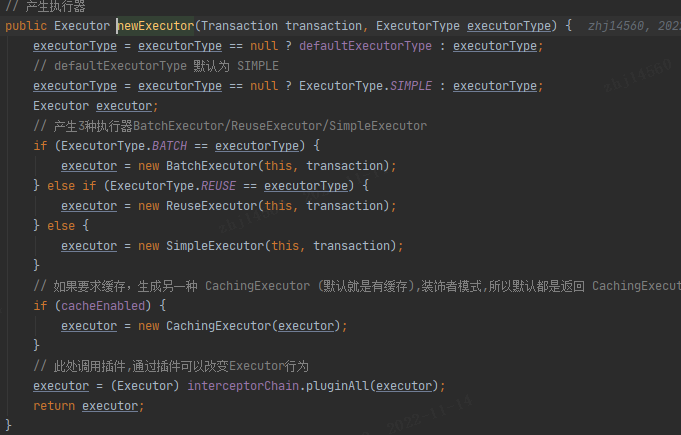 // 产生执行器
public Executor newExecutor(Transaction transaction, ExecutorType executorType) {   zhj14560, 202
    executorType = executorType == null ? defaultExecutorType : executorType;
    // defaultExecutorType 默认为 SIMPLE
    executorType = executorType == null ? ExecutorType.SIMPLE : executorType;
    Executor executor;
    // 产生3种执行器BatchExecutor/ReuseExecutor/SimpleExecutor
    if (ExecutorType.BATCH == executorType) {
        executor = new BatchExecutor(this, transaction);
    } else if (ExecutorType.REUSE == executorType) {
        executor = new ReuseExecutor(this, transaction);
    } else {
        executor = new SimpleExecutor(this, transaction);
    }
    // 如果要求缓存，生成另一种 CachingExecutor (默认就是有缓存),装饰者模式,所以默认都是返回 CachingExecut
    if (cacheEnabled) {
        executor = new CachingExecutor(executor);
    }
    // 此处调用插件,通过插件可以改变Executor行为
    executor = (Executor) interceptorChain.pluginAll(executor);
    return executor;
2022-11-14
}